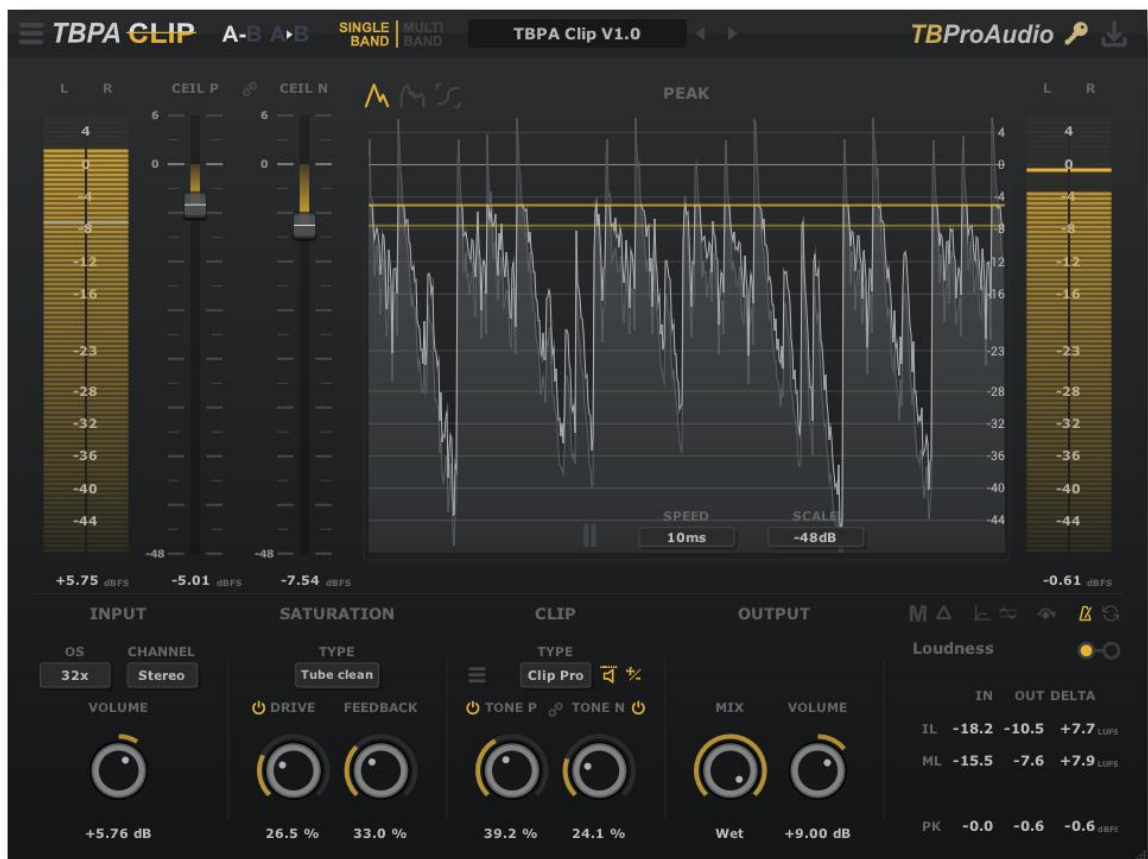 TBPA CLIP A-B A▸B SINGLE BAND MULTI BAND TBPA Clip V1.0 TBProAudio
L R CEIL P CEIL N PEAK L R
6 6
4 4 4
0 0 0 0 0
-4 -4 -4
-8 -8 -8
-12 12 -12
-16 16 -16
-23 -23 -23
-28 -28 -28
-32 -32 -32
-36 -36 -36
-40 -40 -40
-44 SPEED SCALE -44 -44
10ms -48dB
-48 -48
+5.75 dBFS -5.01 dBFS -7.54 dBFS -0.61 dBFS
INPUT SATURATION CLIP OUTPUT M
OS CHANNEL TYPE TYPE Loudness
32x Stereo Tube clean Clip Pro
IN OUT DELTA
VOLUME DRIVE FEEDBACK TONE P TONE N MIX VOLUME
IL -18.2 -10.5 +7.7 LUFS
ML -15.5 -7.6 +7.9 LUFS
+5.76 dB 26.5 % 33.0 % 39.2 % 24.1 % Wet +9.00 dB
PK -0.0 -0.6 -0.6 dBFS